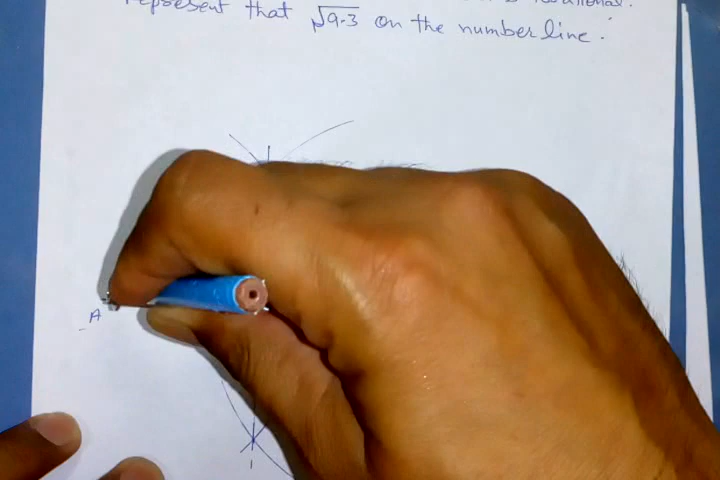 represent that √9.3 on the number line.
A